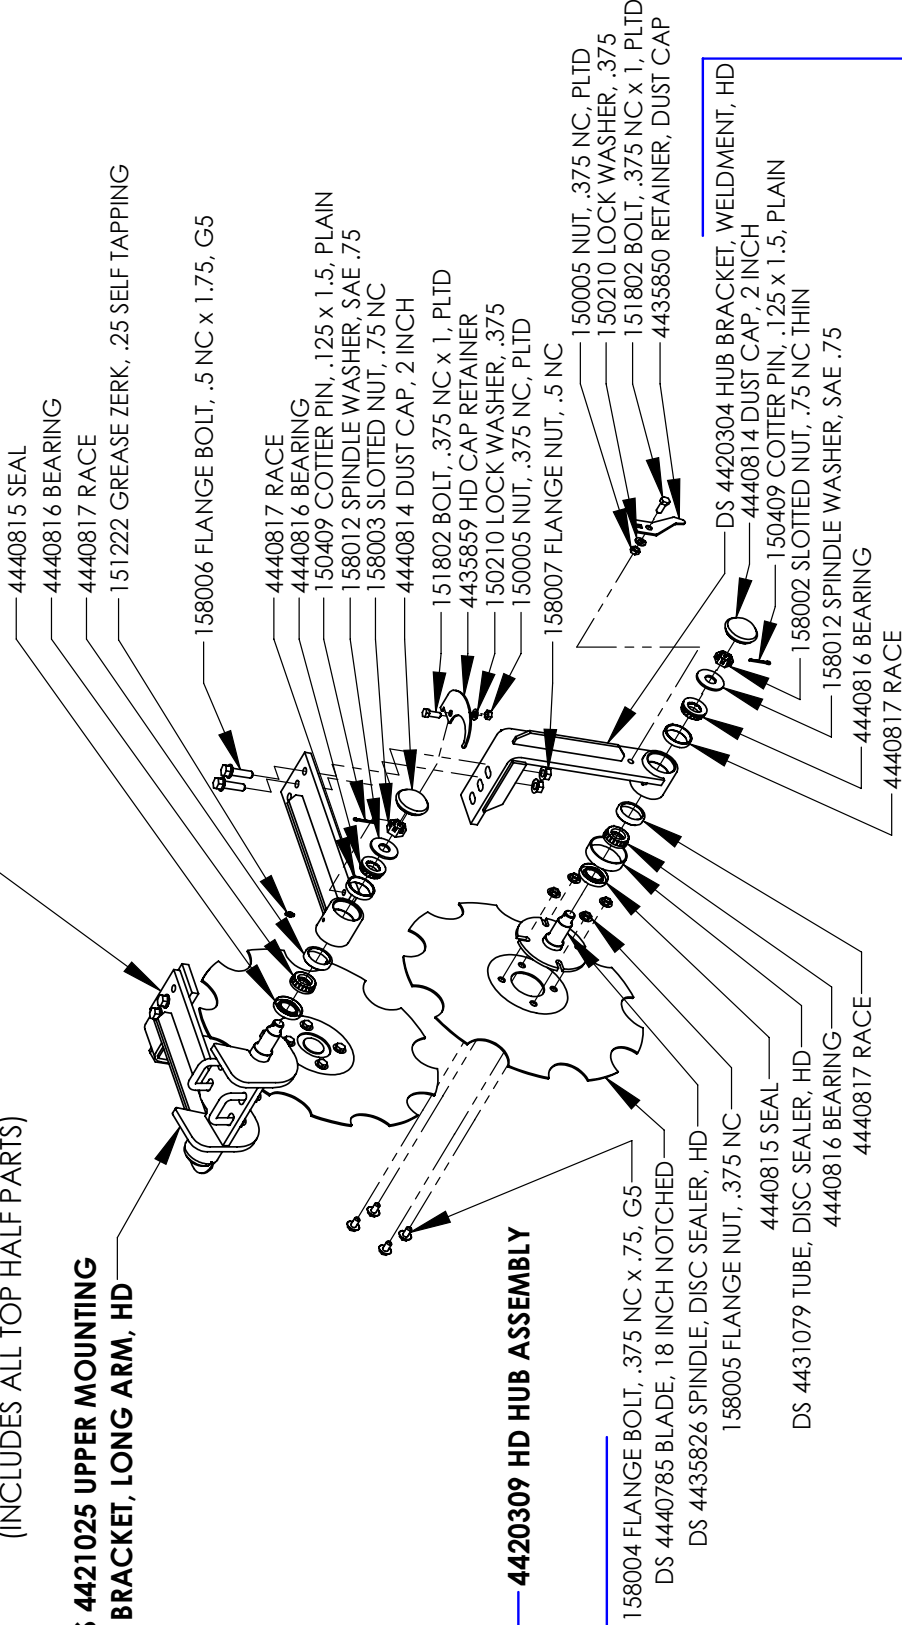 (INCLUDES ALL TOP HALF PARTS)
4421025 UPPER MOUNTING
BRACKET, LONG ARM, HD
4440815 SEAL
4440816 BEARING
4440817 RACE
151222 GREASE ZERK, .25 SELF TAPPING
158006 FLANGE BOLT, .5 NC x 1.75, G5
4440817 RACE
4440816 BEARING
150409 COTTER PIN, .125 x 1.5, PLAIN
158012 SPINDLE WASHER, SAE .75
158003 SLOTTED NUT, .75 NC
4440814 DUST CAP, 2 INCH
151802 BOLT, .375 NC x 1, PLTD
4435859 HD CAP RETAINER
150210 LOCK WASHER, .375
150005 NUT, .375 NC, PLTD
158007 FLANGE NUT, .5 NC
150005 NUT, .375 NC, PLTD
150210 LOCK WASHER, .375
151802 BOLT, .375 NC x 1, PLTD
4435850 RETAINER, DUST CAP
DS 4420304 HUB BRACKET, WELDMENT, HD
4440814 DUST CAP, 2 INCH
150409 COTTER PIN, .125 x 1.5, PLAIN
158002 SLOTTED NUT, .75 NC THIN
158012 SPINDLE WASHER, SAE .75
4440816 BEARING
4440817 RACE
4420309 HD HUB ASSEMBLY
158004 FLANGE BOLT, .375 NC x .75, G5
DS 4440785 BLADE, 18 INCH NOTCHED
DS 4435826 SPINDLE, DISC SEALER, HD
158005 FLANGE NUT, .375 NC
4440815 SEAL
DS 4431079 TUBE, DISC SEALER, HD
4440816 BEARING
4440817 RACE